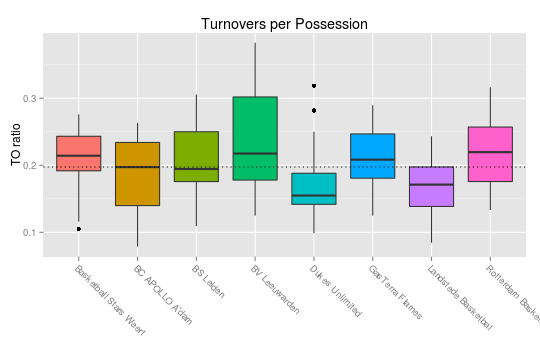 Turnovers per Possession
TO ratio
0.3
0.2
0.1
Basketball Stars Weert
BC APOLLO A'dam
BS Leiden
BV Leeuwarden
Dukes Unlimited
GasTerra Flames
Landstede Basketbal
Rotterdam Basket